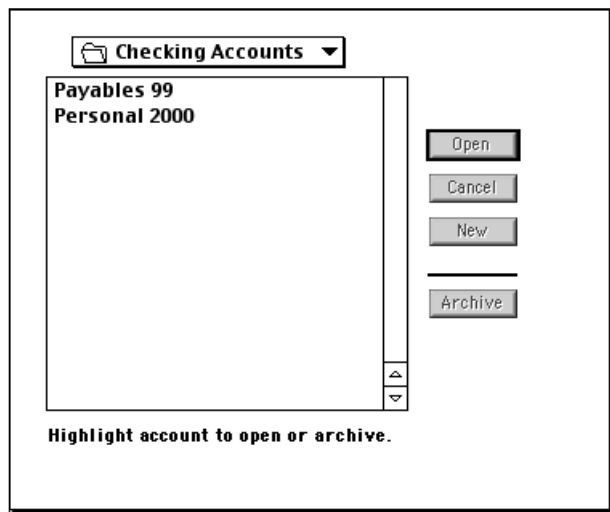 Checking Accounts
Payables 99
Personal 2000
Open
Cancel
New
Archive
Highlight account to open or archive.